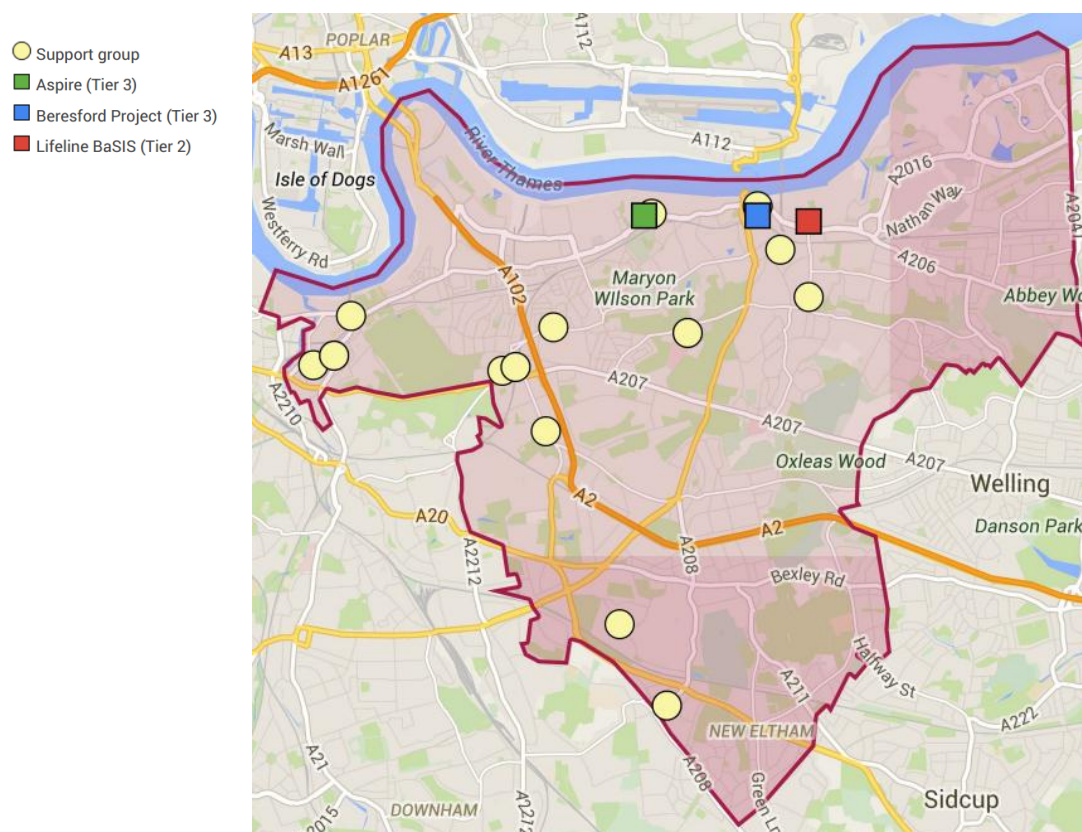 Support group
Aspire (Tier 3)
Beresford Project (Tier 3)
Lifeline BaSIS (Tier 2)
A13
POPLAR
A1261
A112
Marsh Wall
Isle of Dogs
River Thames
A112
A2016
Westferry Rd
Nathan Way
A2041
A206
A102
Maryon
Wilson Park
Abbey Wo
A2210
A207
A207
Oxleas Wood
A207
Welling
A20
A2
A2
Danson Park
A2212
A208
Bexley Rd
Halfway St
A211
A222
NEW ELTHAM
A21
A208
Green Ln
A2212
2015
DOWNHAM
Sidcup